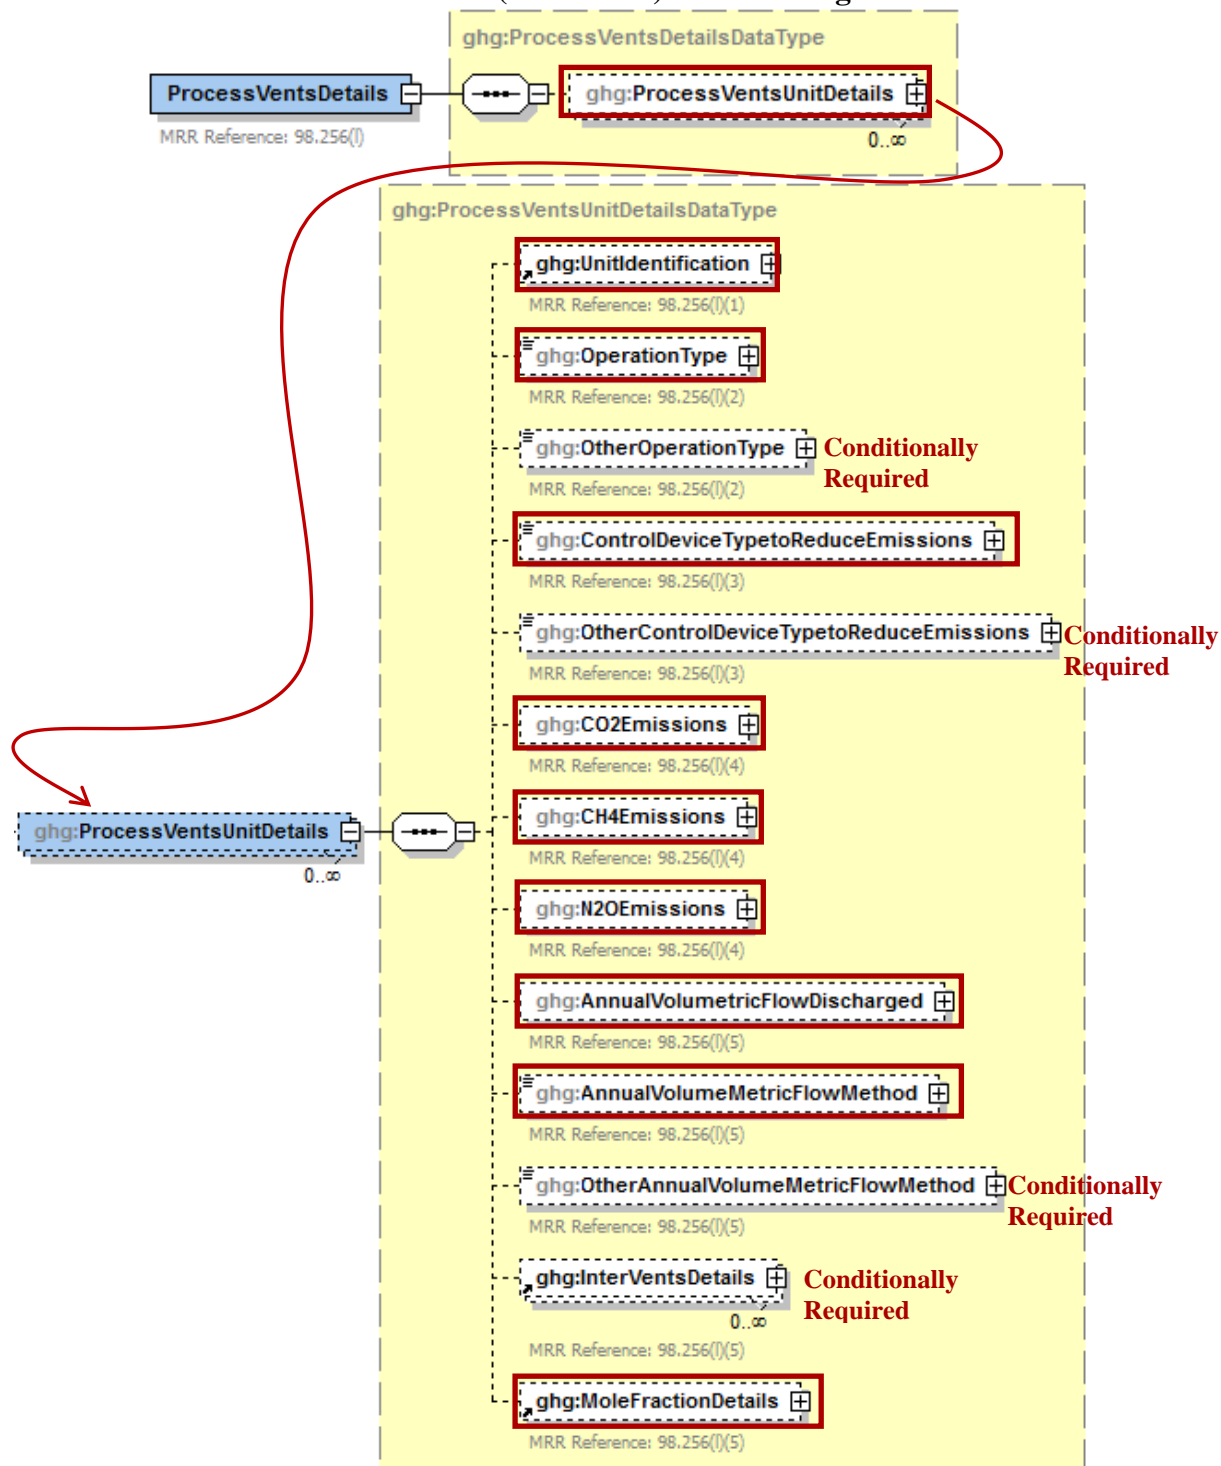 ghg:ProcessVentsDetailsDataType
ProcessVentsDetails
ghg:ProcessVentsUnitDetails
MRR Reference: 98.256(l)
0..∞
ghg:ProcessVentsUnitDetailsDataType
ghg:UnitIdentification
MRR Reference: 98.256(l)(1)
ghg:OperationType
MRR Reference: 98.256(l)(2)
ghg:OtherOperationType
Conditionally
Required
MRR Reference: 98.256(l)(2)
ghg:ControlDeviceTypetoReduceEmissions
MRR Reference: 98.256(l)(3)
ghg:OtherControlDeviceTypetoReduceEmissions
Conditionally
Required
MRR Reference: 98.256(l)(3)
ghg:CO2Emissions
MRR Reference: 98.256(l)(4)
ghg:CH4Emissions
MRR Reference: 98.256(l)(4)
ghg:ProcessVentsUnitDetails
0..∞
ghg:N2OEmissions
MRR Reference: 98.256(l)(4)
ghg:AnnualVolumetricFlowDischarged
MRR Reference: 98.256(l)(5)
ghg:AnnualVolumeMetricFlowMethod
MRR Reference: 98.256(l)(5)
ghg:OtherAnnualVolumeMetricFlowMethod
Conditionally
Required
MRR Reference: 98.256(l)(5)
ghg:InterVentsDetails
Conditionally
Required
0..∞
MRR Reference: 98.256(l)(5)
ghg:MoleFractionDetails
MRR Reference: 98.256(l)(5)